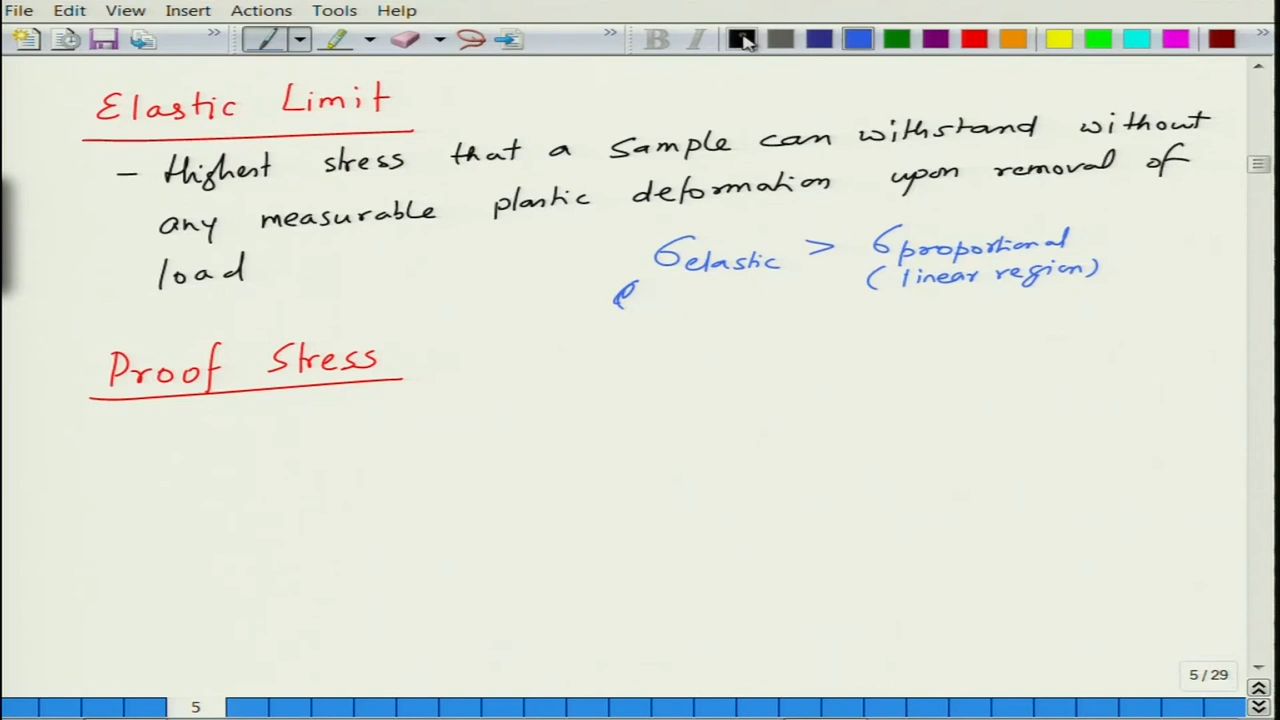 File Edit View Insert Actions Tools Help
B I
Elastic Limit
- Highest stress that a sample can withstand without
any measurable plastic deformation upon removal of
load
σelastic > σproportional
(linear region)
Proof Stress
5 / 29
5